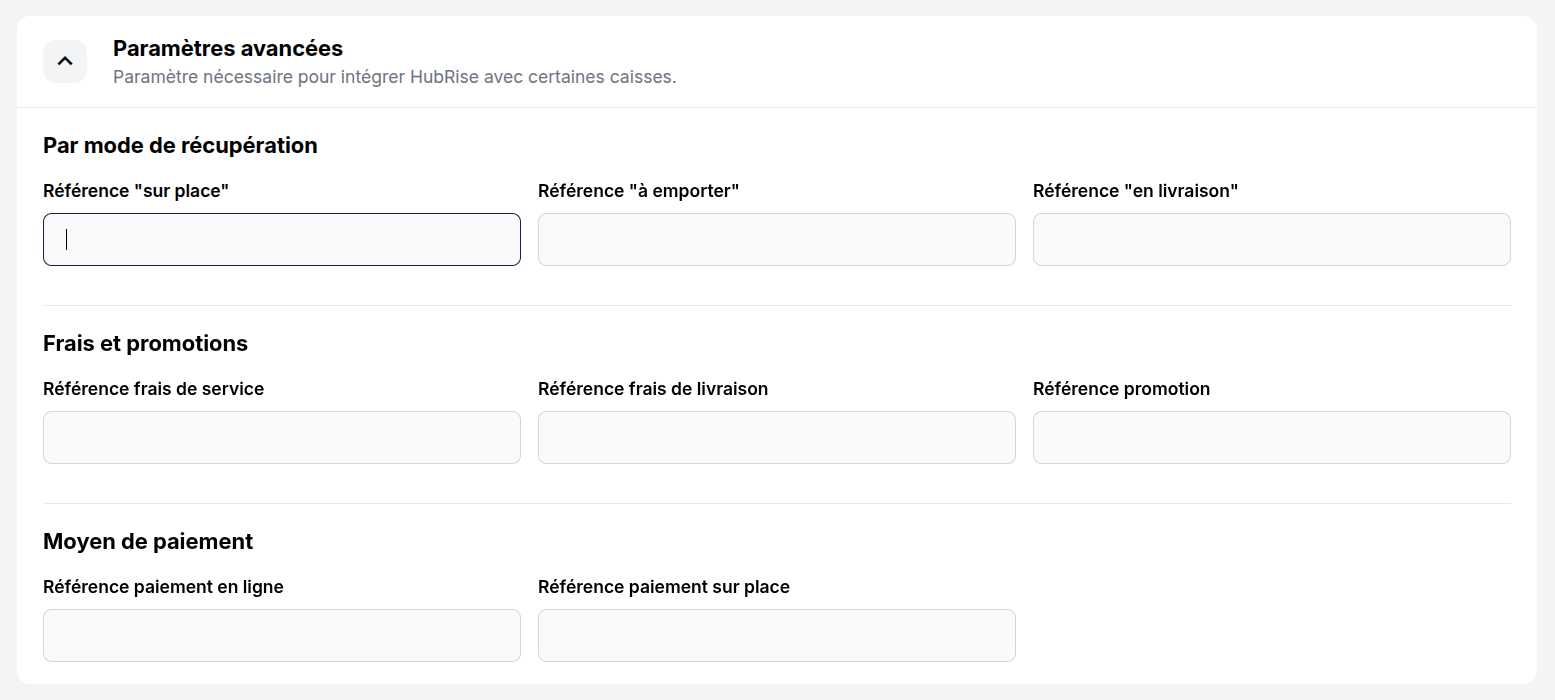 Paramètres avancées
Paramètre nécessaire pour intégrer HubRise avec certaines caisses.
Par mode de récupération
Référence "sur place"
Référence "à emporter"
Référence "en livraison"
Frais et promotions
Référence frais de service
Référence frais de livraison
Référence promotion
Moyen de paiement
Référence paiement en ligne
Référence paiement sur place